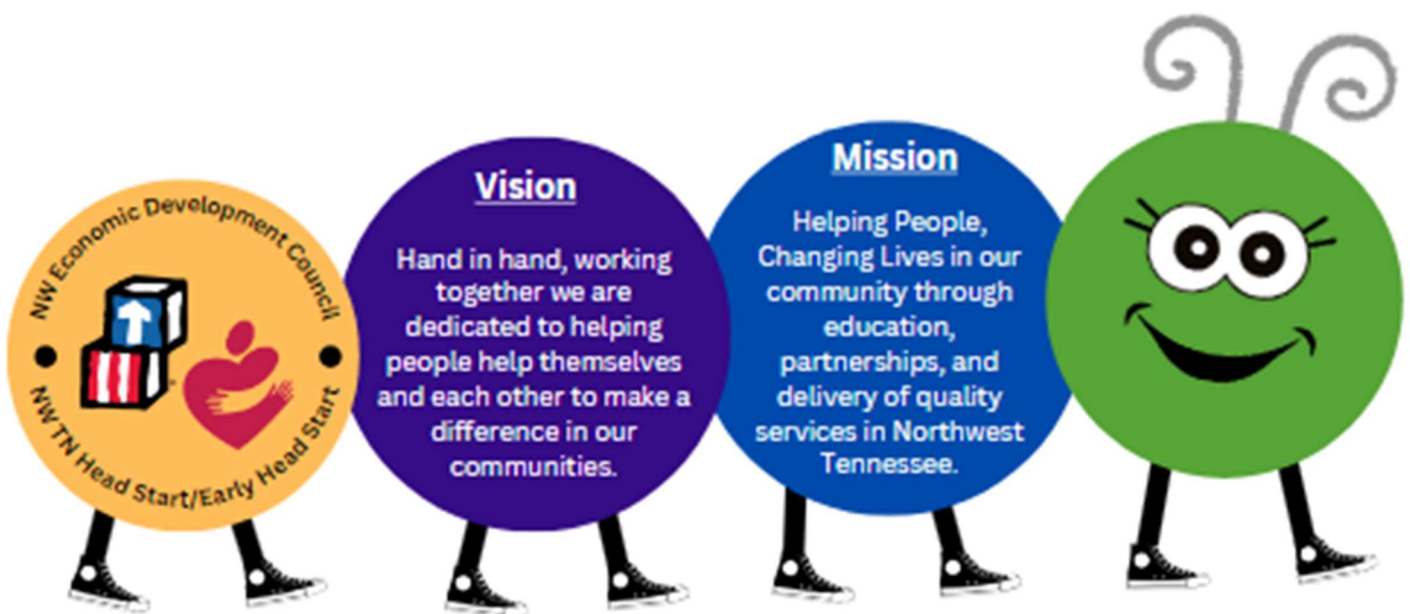 NW Economic Development Council
NW TN Head Start/Early Head Start
Vision
Hand in hand, working
together we are
dedicated to helping
people help themselves
and each other to make a
difference in our
communities.
Mission
Helping People,
Changing Lives in our
community through
education,
partnerships, and
delivery of quality
services in Northwest
Tennessee.